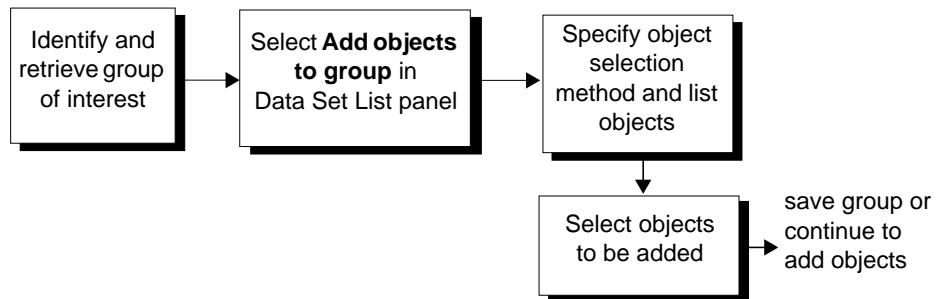 Identify and
retrieve group
of interest
Select Add objects
to group in
Data Set List panel
Specify object
selection
method and list
objects
Select objects
to be added
save group or
continue to
add objects